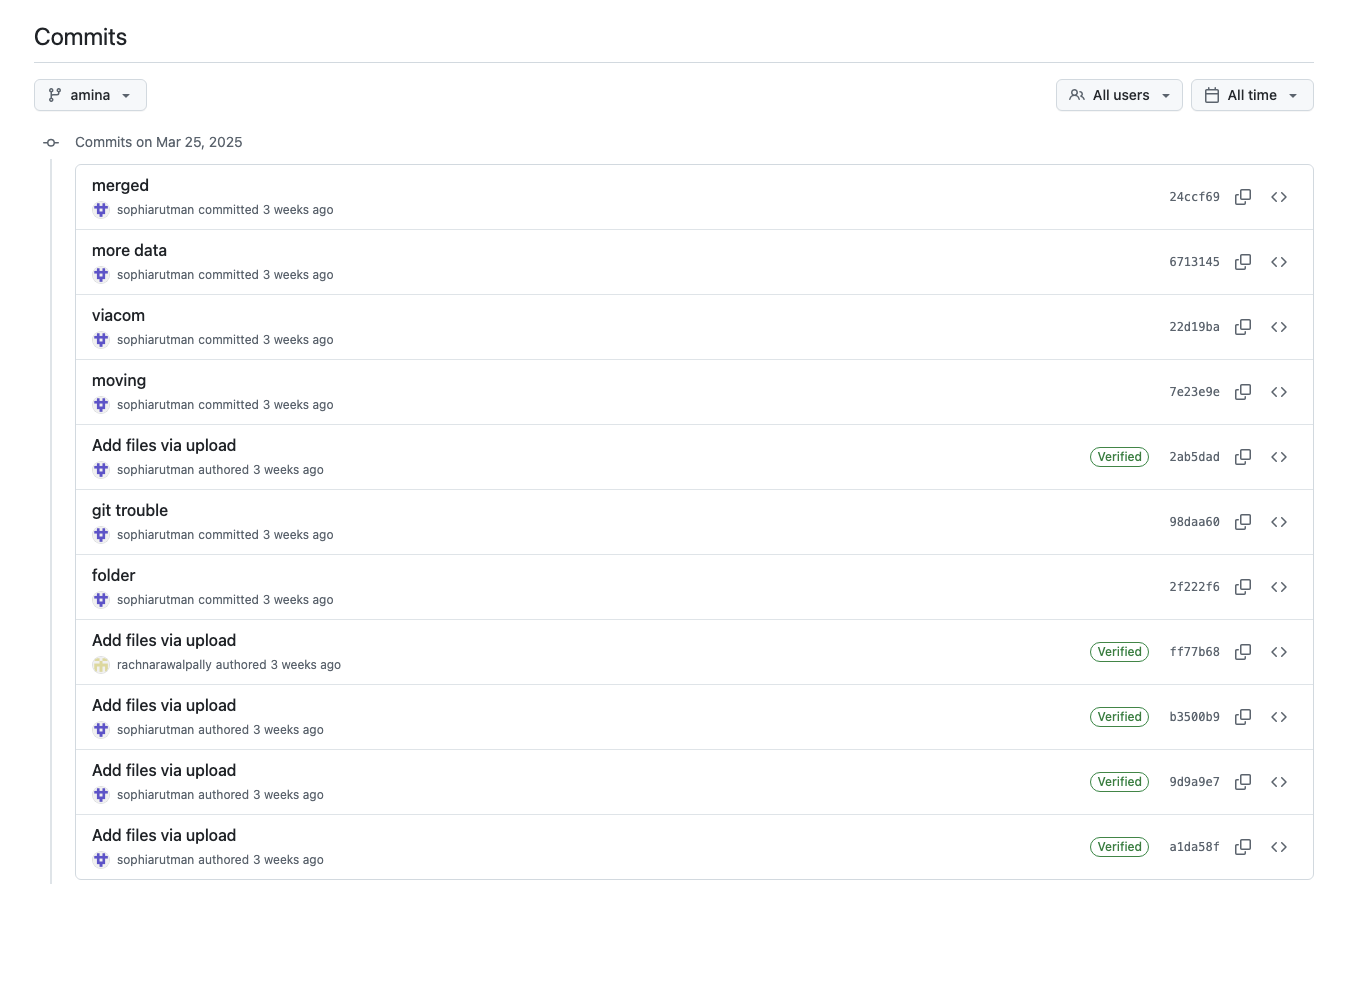 Commits
amina
All users
All time
Commits on Mar 25, 2025
merged
sophiarutman committed 3 weeks ago
24ccf69
more data
sophiarutman committed 3 weeks ago
6713145
viacom
sophiarutman committed 3 weeks ago
22d19ba
moving
sophiarutman committed 3 weeks ago
7e23e9e
Add files via upload
sophiarutman authored 3 weeks ago
Verified
2ab5dad
git trouble
sophiarutman committed 3 weeks ago
98daa60
folder
sophiarutman committed 3 weeks ago
2f222f6
Add files via upload
rachnarawalpally authored 3 weeks ago
Verified
ff77b68
Add files via upload
sophiarutman authored 3 weeks ago
Verified
b3500b9
Add files via upload
sophiarutman authored 3 weeks ago
Verified
9d9a9e7
Add files via upload
sophiarutman authored 3 weeks ago
Verified
a1da58f